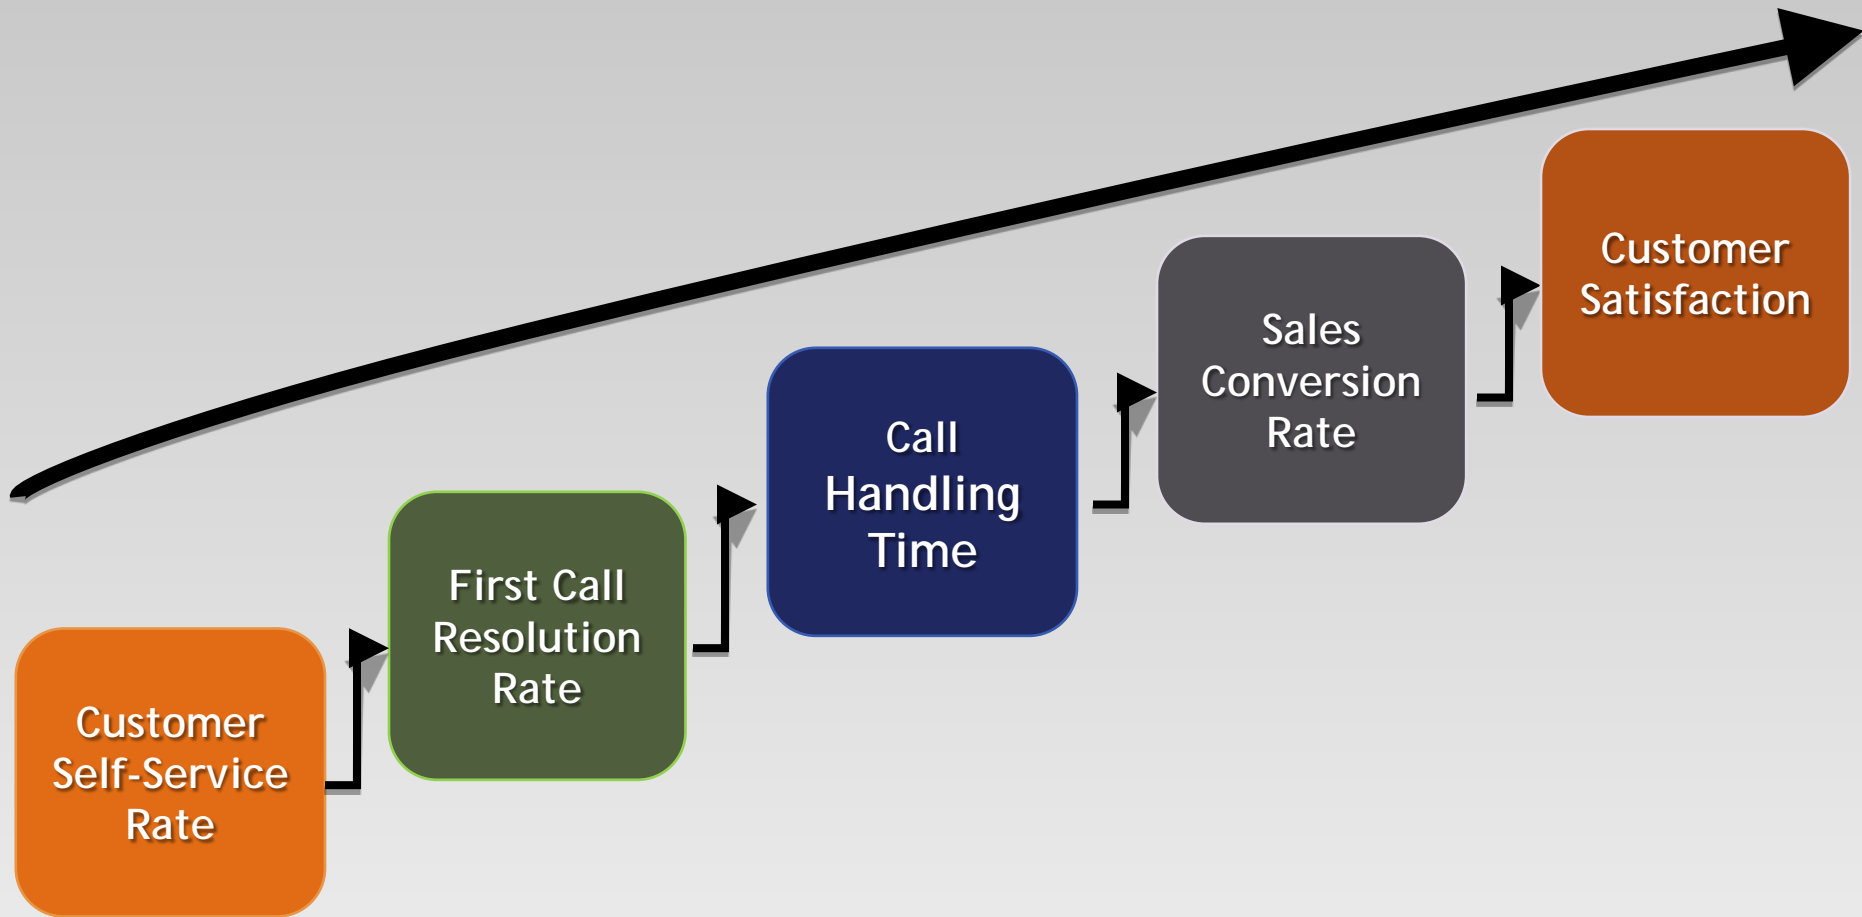 Customer
Self-Service
Rate
First Call
Resolution
Rate
Call
Handling
Time
Sales
Conversion
Rate
Customer
Satisfaction